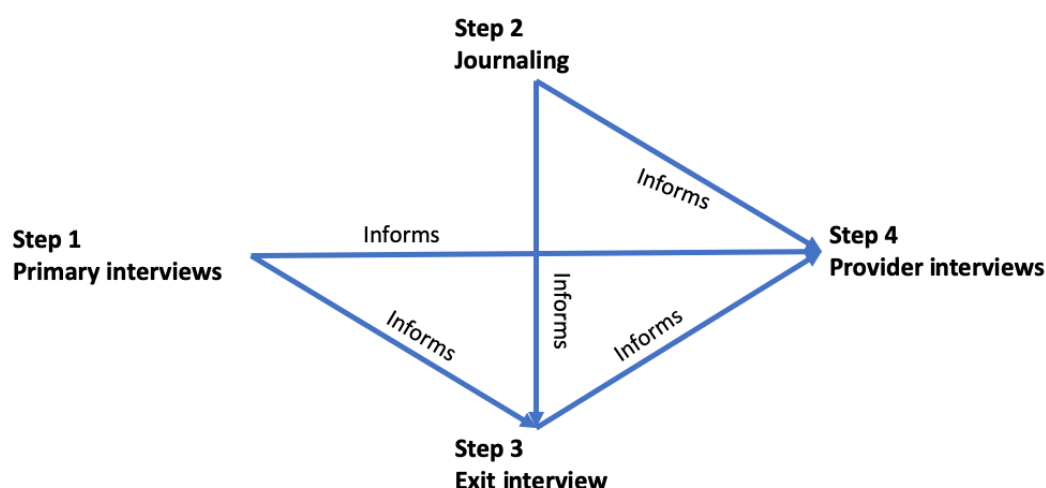 Step 2
Journaling
Informs
Step 1
Primary interviews
Informs
Step 4
Provider interviews
Informs
Informs
Informs
Step 3
Exit interview